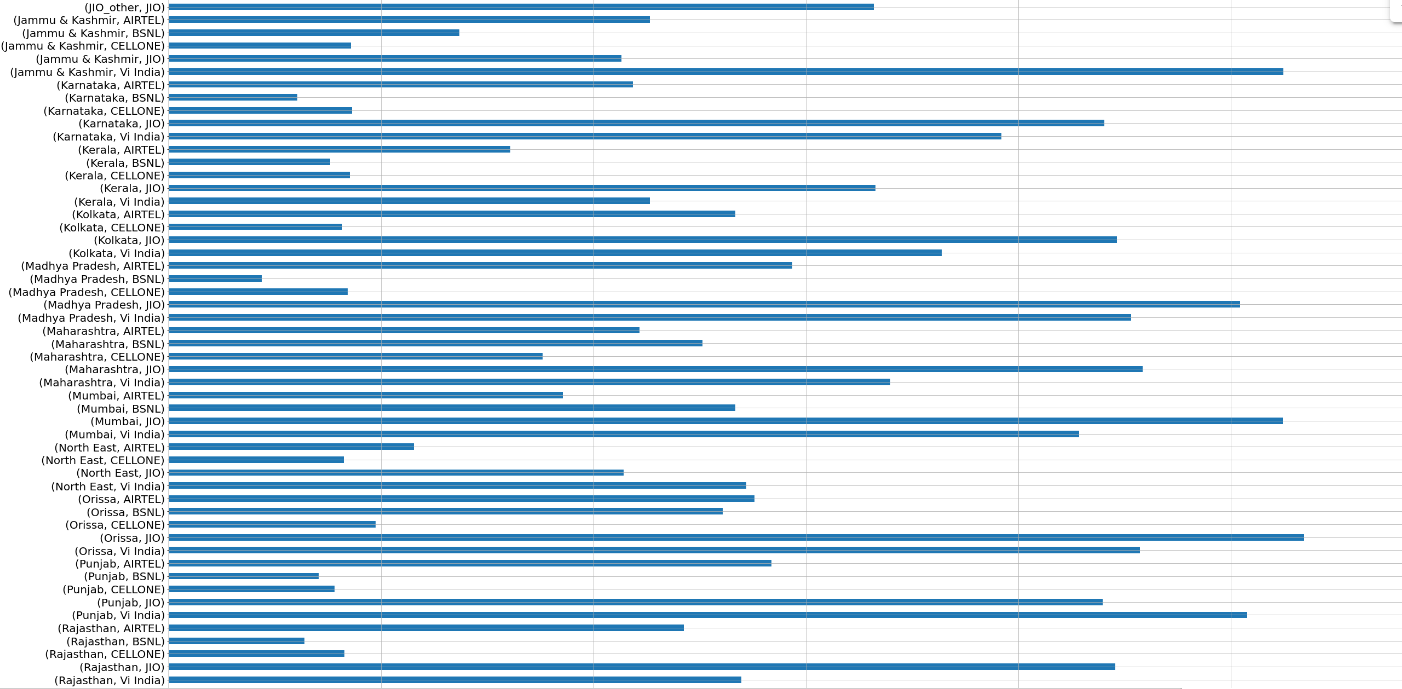 (JIO_other, JIO)
(Jammu & Kashmir, AIRTEL)
(Jammu & Kashmir, BSNL)
(Jammu & Kashmir, CELLONE)
(Jammu & Kashmir, JIO)
(Jammu & Kashmir, Vi India)
(Karnataka, AIRTEL)
(Karnataka, BSNL)
(Karnataka, CELLONE)
(Karnataka, JIO)
(Karnataka, Vi India)
(Kerala, AIRTEL)
(Kerala, BSNL)
(Kerala, CELLONE)
(Kerala, JIO)
(Kerala, Vi India)
(Kolkata, AIRTEL)
(Kolkata, CELLONE)
(Kolkata, JIO)
(Kolkata, Vi India)
(Madhya Pradesh, AIRTEL)
(Madhya Pradesh, BSNL)
(Madhya Pradesh, CELLONE)
(Madhya Pradesh, JIO)
(Madhya Pradesh, Vi India)
(Maharashtra, AIRTEL)
(Maharashtra, BSNL)
(Maharashtra, CELLONE)
(Maharashtra, JIO)
(Maharashtra, Vi India)
(Mumbai, AIRTEL)
(Mumbai, BSNL)
(Mumbai, JIO)
(Mumbai, Vi India)
(North East, AIRTEL)
(North East, CELLONE)
(North East, JIO)
(North East, Vi India)
(Orissa, AIRTEL)
(Orissa, BSNL)
(Orissa, CELLONE)
(Orissa, JIO)
(Orissa, Vi India)
(Punjab, AIRTEL)
(Punjab, BSNL)
(Punjab, CELLONE)
(Punjab, JIO)
(Punjab, Vi India)
(Rajasthan, AIRTEL)
(Rajasthan, BSNL)
(Rajasthan, CELLONE)
(Rajasthan, JIO)
(Rajasthan, Vi India)